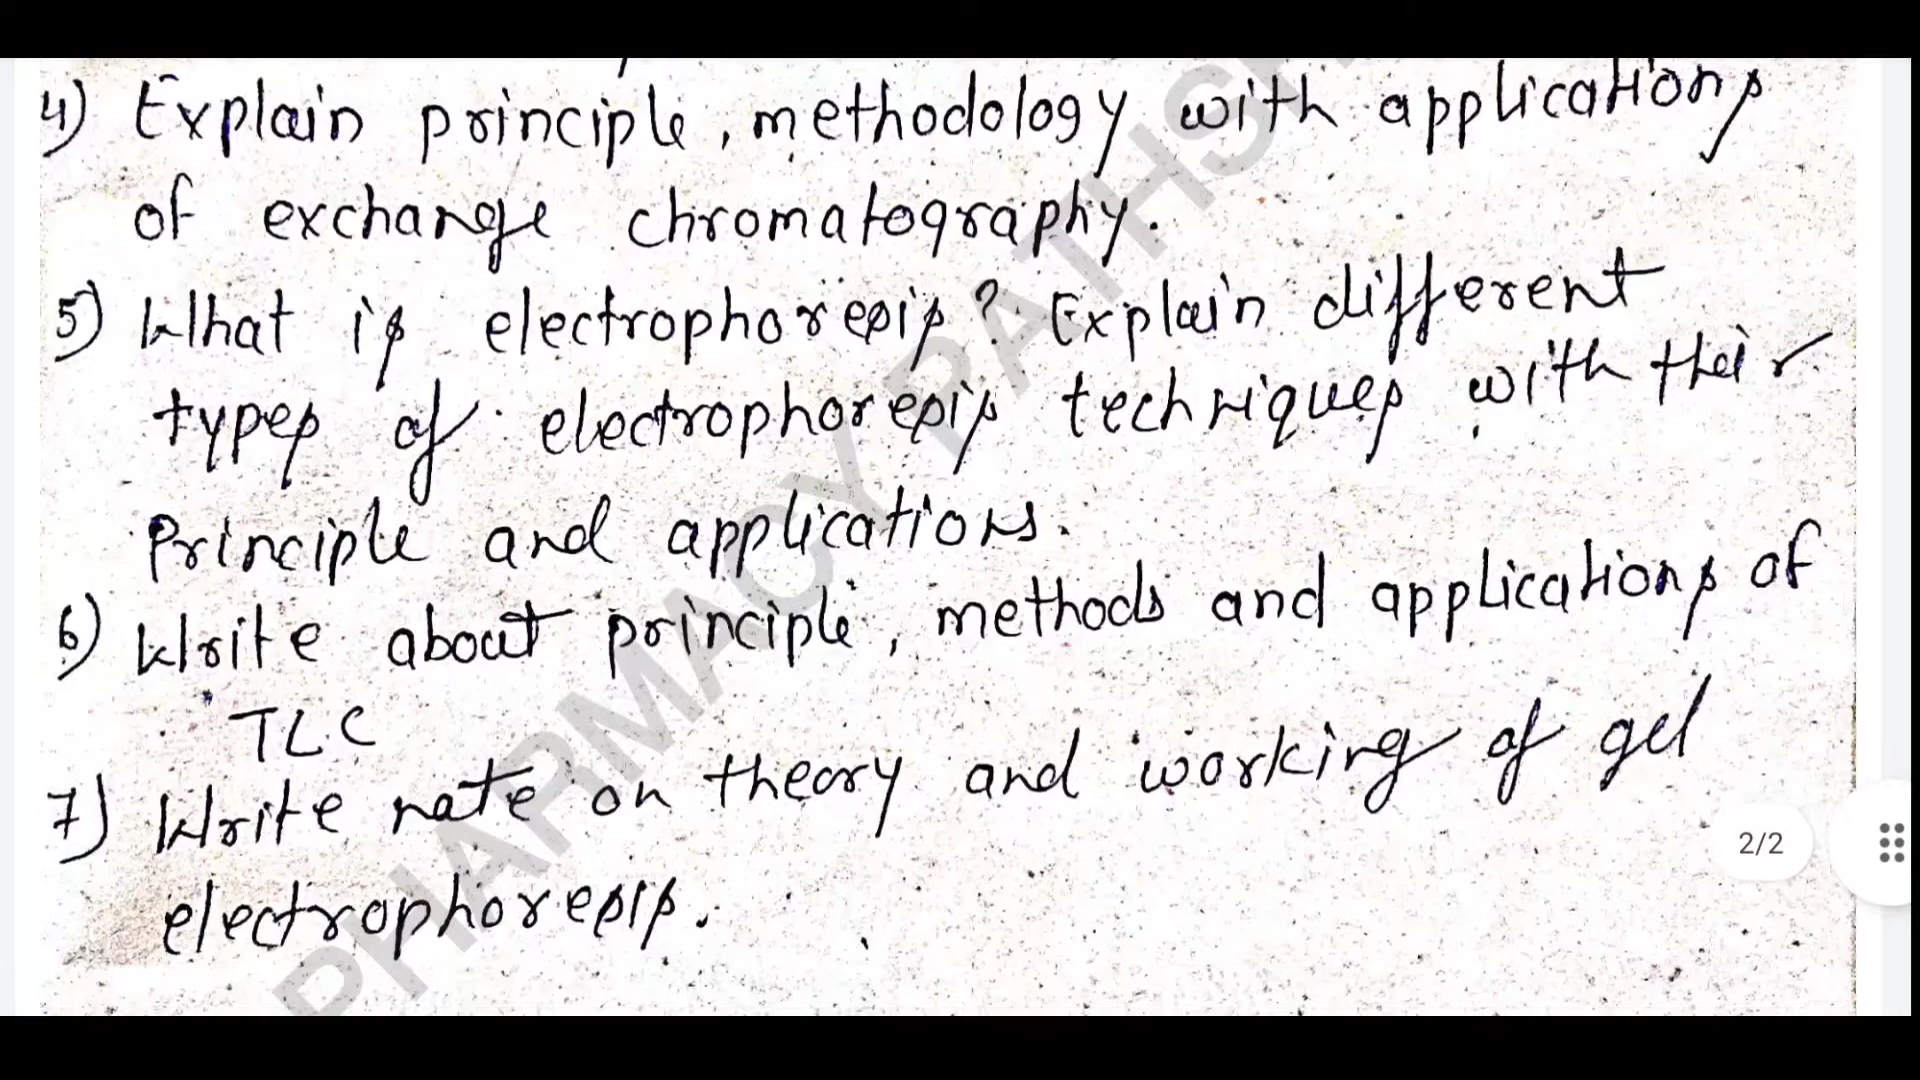 4) Explain principle, methodology with applications
of exchange chromatography.
5) What is electrophoresis? Explain different
types of electrophoresis techniques with their
Principle and applications.
6) Write about principle, methods and applications of
TLC
7) Write note on theory and working of gel
electrophoresis.
PHARMACY PATHSH
2/2